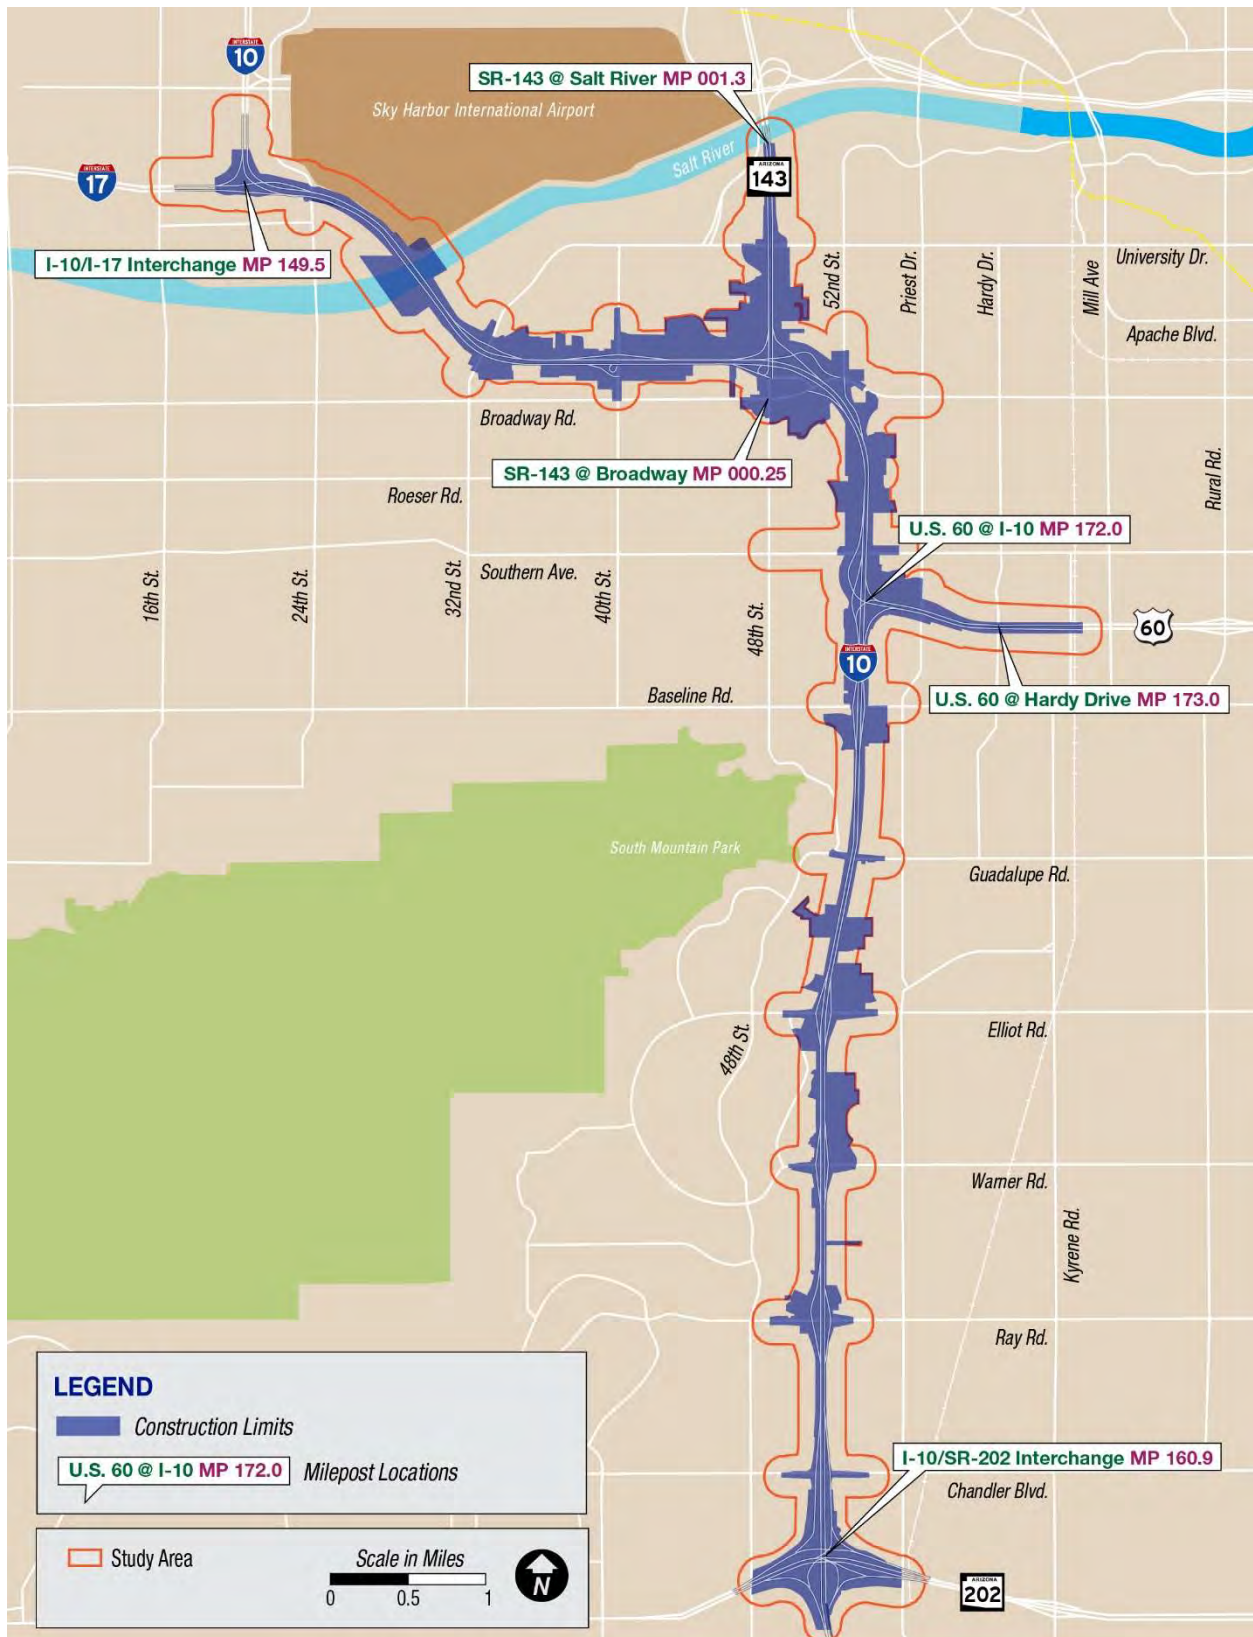 INTERSTATE
10
SR-143 @ Salt River MP 001.3
Sky Harbor International Airport
Salt River
INTERSTATE
17
ARIZONA
143
I-10/I-17 Interchange MP 149.5
University Dr.
52nd St.
Priest Dr.
Hardy Dr.
Mill Ave
Apache Blvd.
Broadway Rd.
SR-143 @ Broadway MP 000.25
Roeser Rd.
Rural Rd.
U.S. 60 @ I-10 MP 172.0
Southern Ave.
16th St.
24th St.
32nd St.
40th St.
48th St.
60
INTERSTATE
10
Baseline Rd.
U.S. 60 @ Hardy Drive MP 173.0
South Mountain Park
Guadalupe Rd.
48th St.
Elliot Rd.
Warner Rd.
Kyrene Rd.
Ray Rd.
LEGEND
Construction Limits
U.S. 60 @ I-10 MP 172.0
Milepost Locations
I-10/SR-202 Interchange MP 160.9
Chandler Blvd.
Study Area
Scale in Miles
0 0.5 1
N
ARIZONA
202